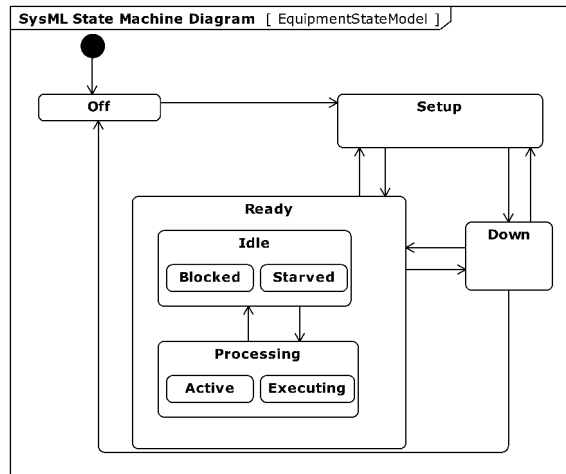 SysML State Machine Diagram [ EquipmentStateModel ]
Off
Setup
Ready
Idle
Blocked Starved
Down
Processing
Active Executing